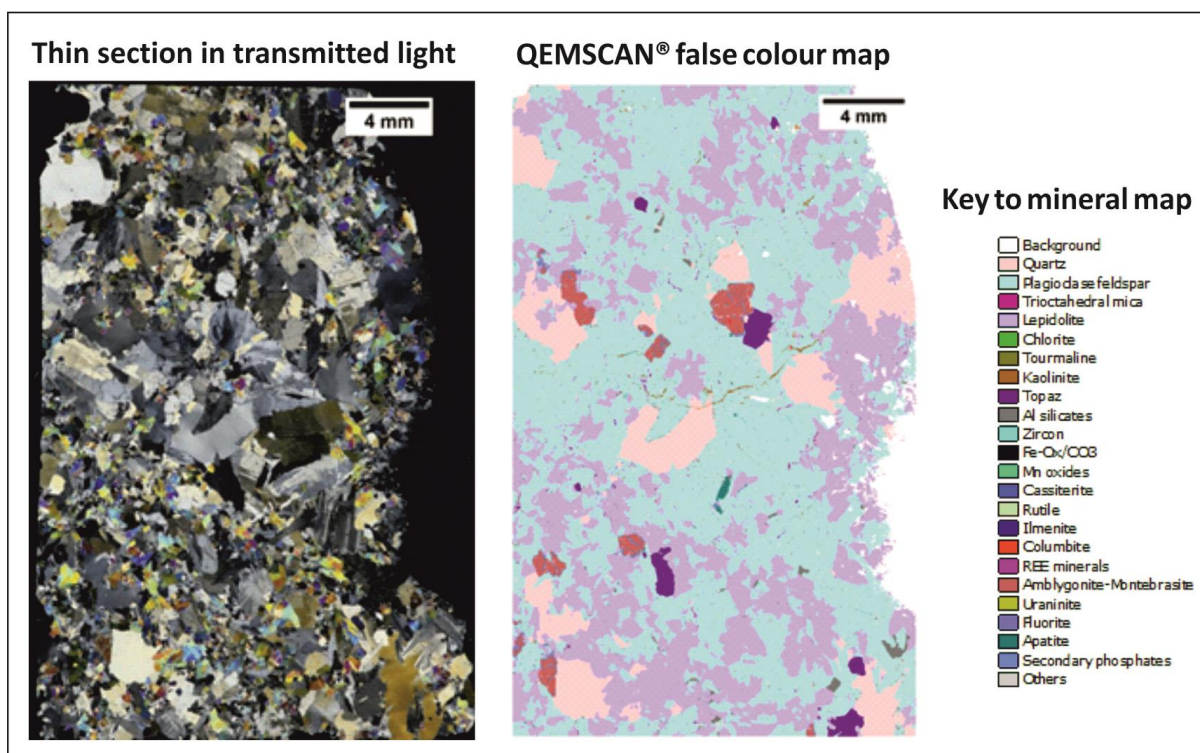 Thin section in transmitted light
QEMSCAN® false colour map
4 mm
4 mm
Key to mineral map
Background
Quartz
Plagioclase feldspar
Trioctahedral mica
Lepidolite
Chlorite
Tourmaline
Kaolinite
Topaz
Al silicates
Zircon
Fe-Ox/CO3
Mn oxides
Cassiterite
Rutile
Ilmenite
Columbite
REE minerals
Amblygonite-Montebrasite
Uraninite
Fluorite
Apatite
Secondary phosphates
Others